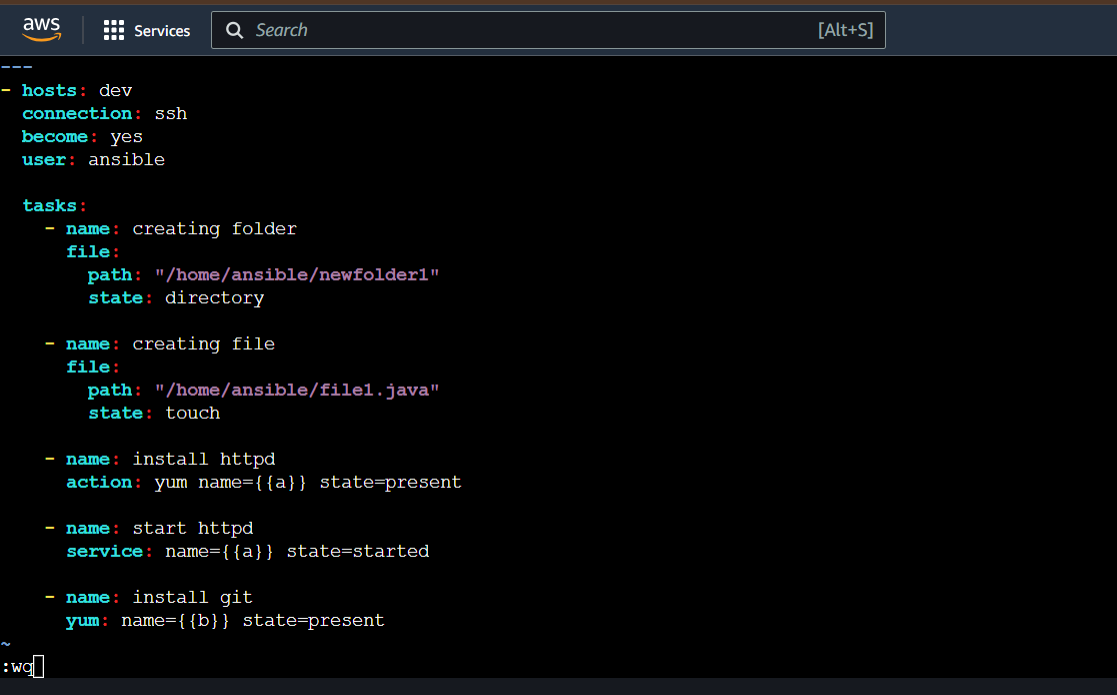 aws
Services
Search
[Alt+S]
---
- hosts: dev
  connection: ssh
  become: yes
  user: ansible

  tasks:
    - name: creating folder
      file:
        path: "/home/ansible/newfolder1"
        state: directory

    - name: creating file
      file:
        path: "/home/ansible/file1.java"
        state: touch

    - name: install httpd
      action: yum name={{a}} state=present

    - name: start httpd
      service: name={{a}} state=started

    - name: install git
      yum: name={{b}} state=present
~
:wq